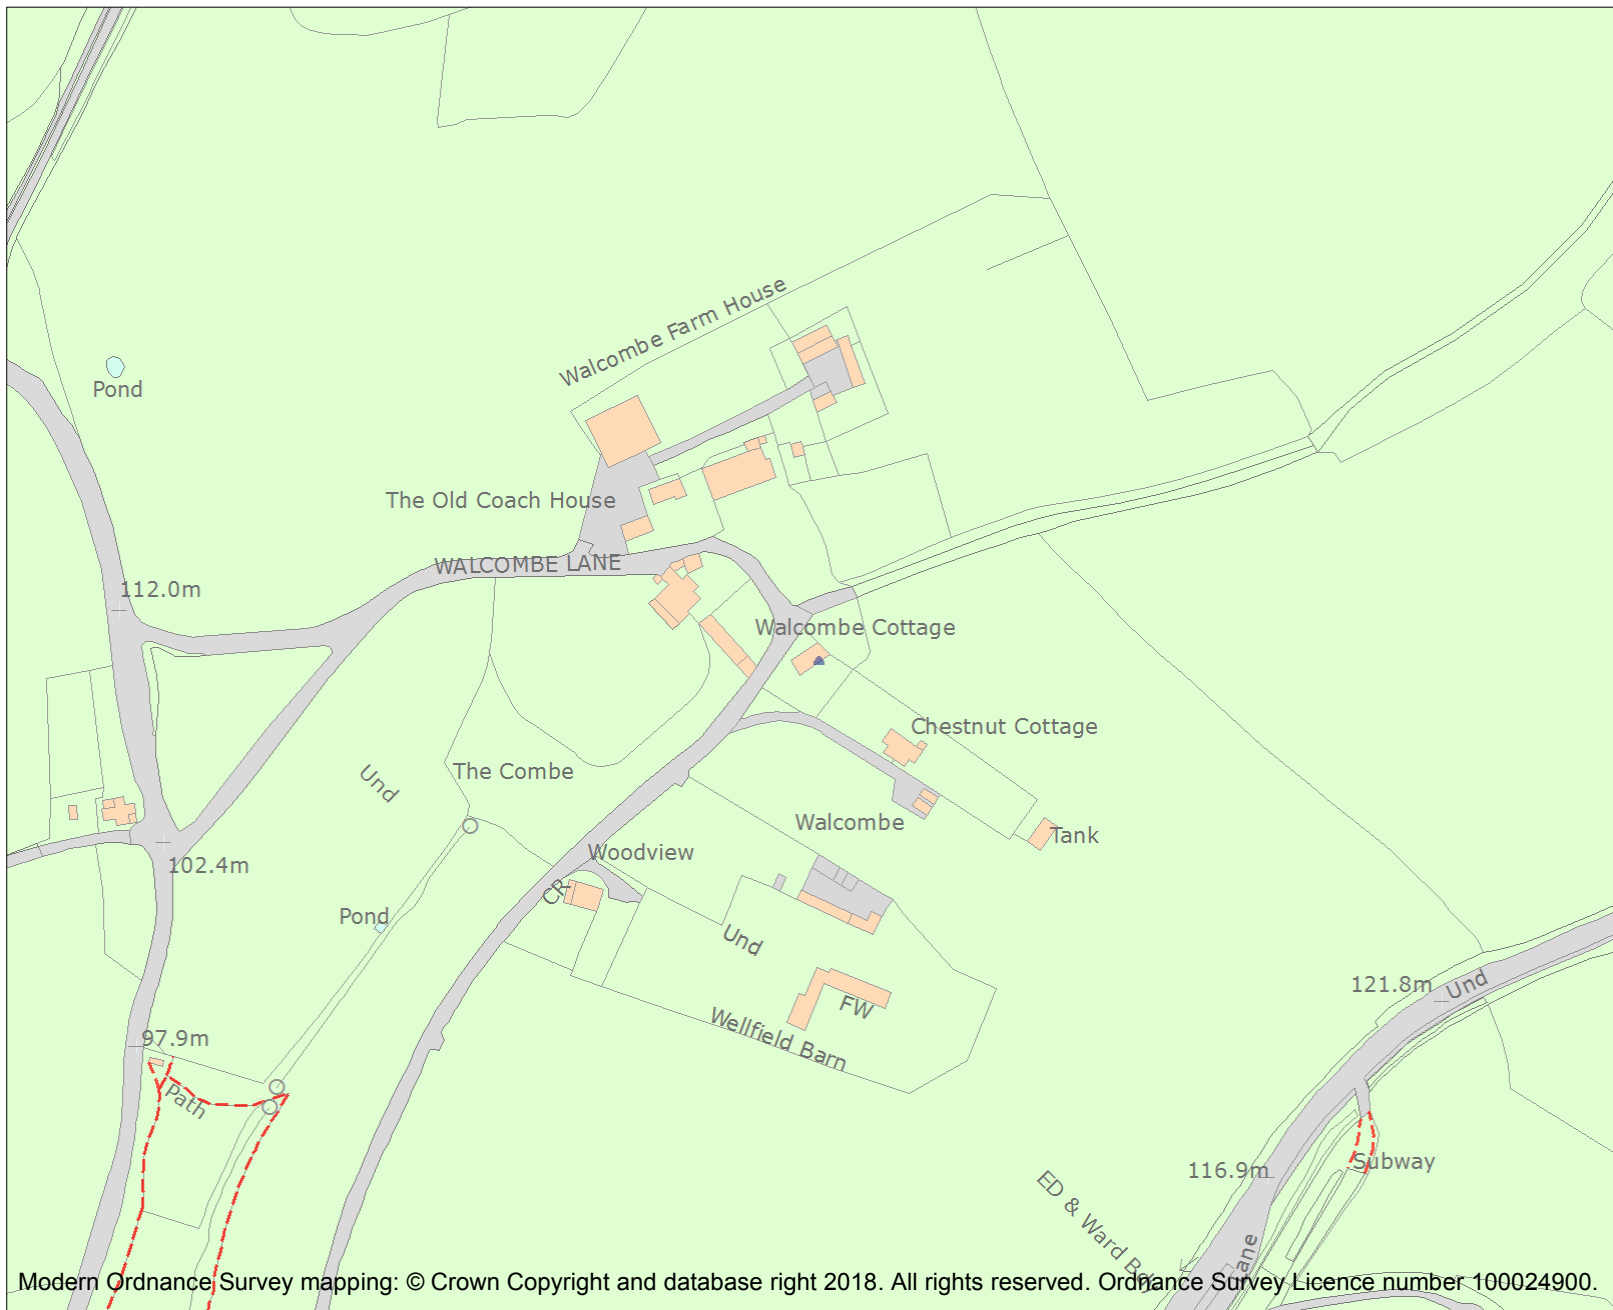 Walcombe Farm House
Pond
The Old Coach House
WALCOMBE LANE
112.0m
Walcombe Cottage
Chestnut Cottage
The Combe
Und
Walcombe
Tank
Woodview
102.4m
CR
Pond
Und
121.8m
Und
FW
Wellfield Barn
97.9m
Path
Subway
116.9m
ED & Ward Bdy
Lane
Modern Ordnance Survey mapping: © Crown Copyright and database right 2018. All rights reserved. Ordnance Survey Licence number 100024900.